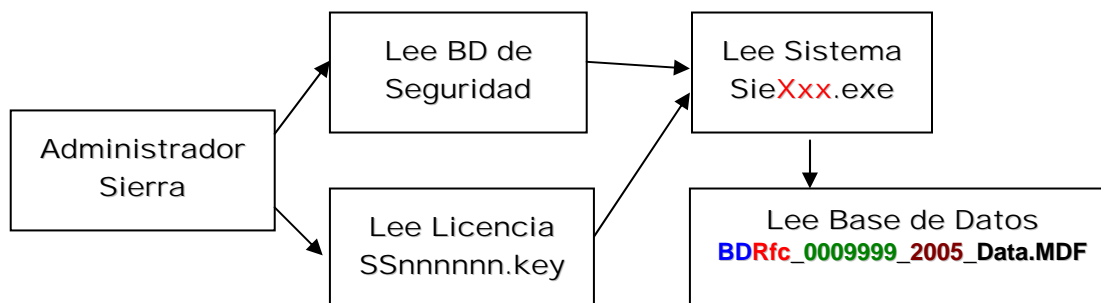 Administrador
Sierra
Lee BD de
Seguridad
Lee Licencia
SSnnnnnn.key
Lee Sistema
SieXxx.exe
Lee Base de Datos
BDRfc_0009999_2005_Data.MDF